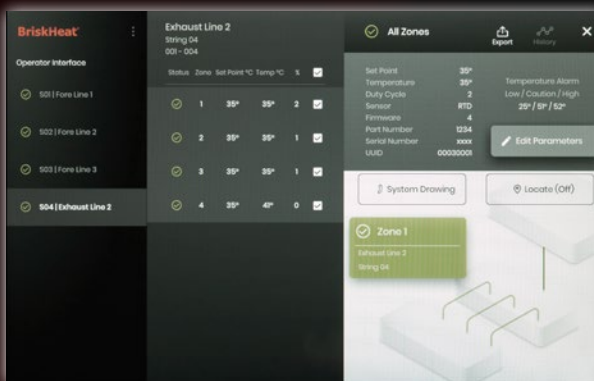 BriskHeat
Operator Interface
S01 | Fore Line 1
S02 | Fore Line 2
S03 | Fore Line 3
S04 | Exhaust Line 2
Exhaust Line 2
String 04
001 - 004
Status Zone Set Point °C Temp °C %
1 35° 35° 2
2 35° 35° 1
3 35° 35° 1
4 35° 41° 0
All Zones
Export
History
Set Point 35°
Temperature 35°
Duty Cycle 2
Sensor RTD
Firmware 4
Part Number 1234
Serial Number xxxx
UUID 00030001
Temperature Alarm
Low / Caution / High
25° / 51° / 52°
Edit Parameters
System Drawing
Locate (Off)
Zone 1
Exhaust Line 2
String 04